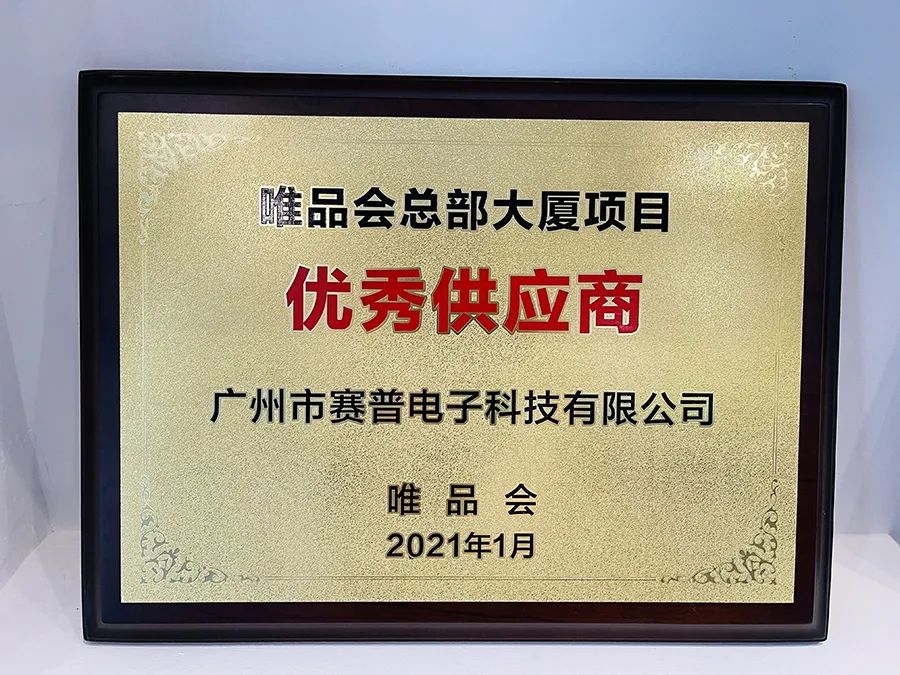 唯品会总部大厦项目
优秀供应商
广州市赛普电子科技有限公司
唯品会
2021年1月